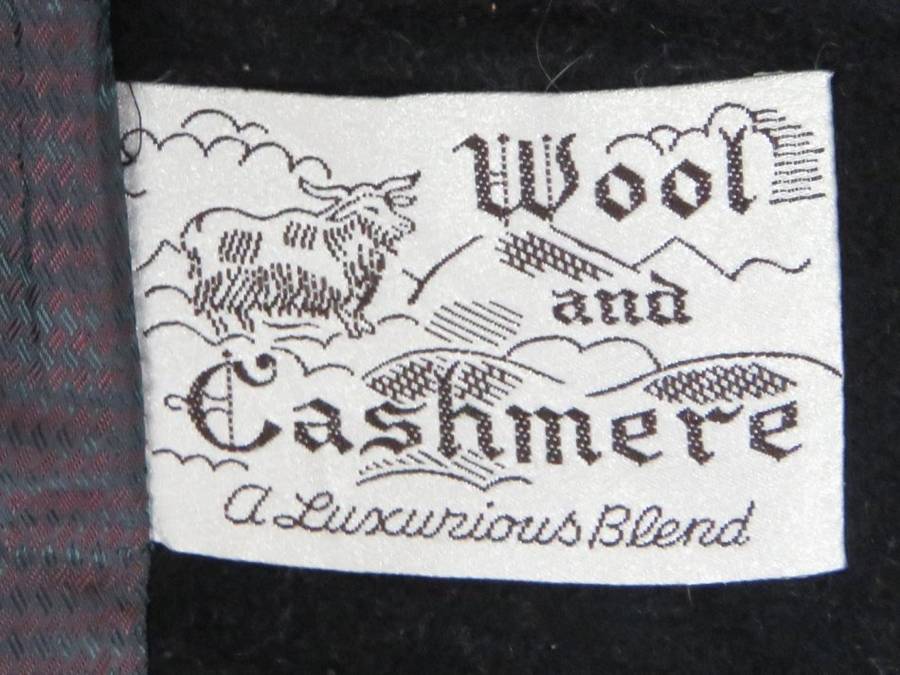 Wool
and
Cashmere
A Luxurious Blend